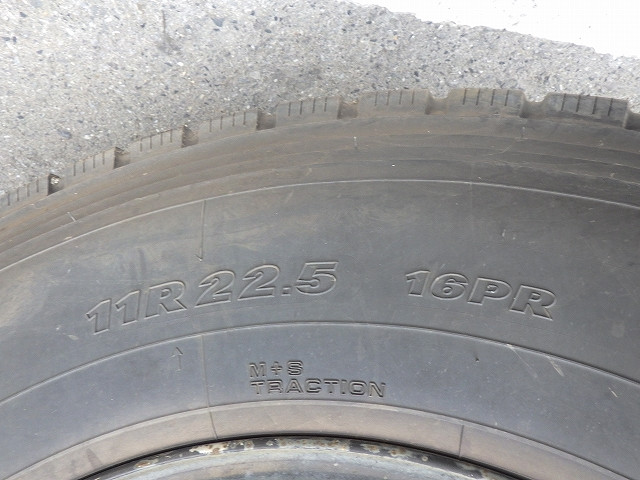 11R22.5 16PR
M+S
TRACTION